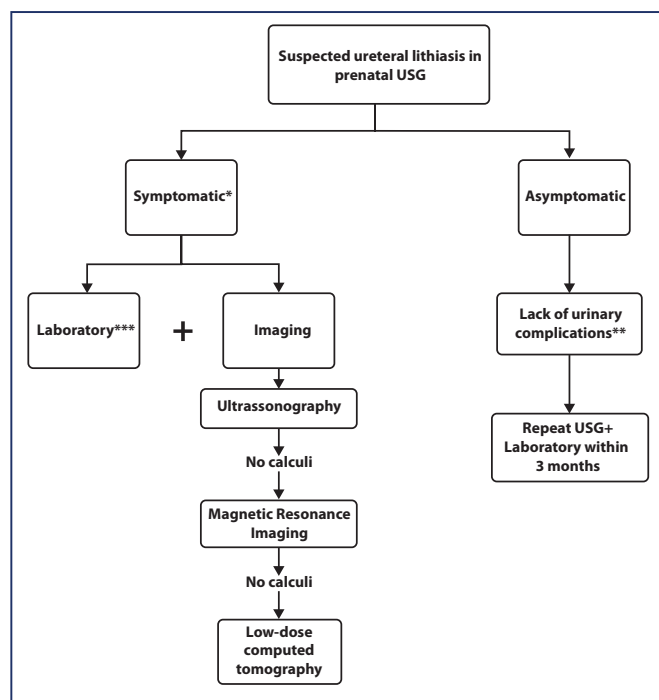 Suspected ureteral lithiasis in
prenatal USG
Symptomatic*
Asymptomatic
Laboratory***
+
Imaging
Lack of urinary
complications**
Ultrassonography
Repeat USG+
Laboratory within
3 months
No calculi
Magnetic Resonance
Imaging
No calculi
Low-dose
computed
tomography